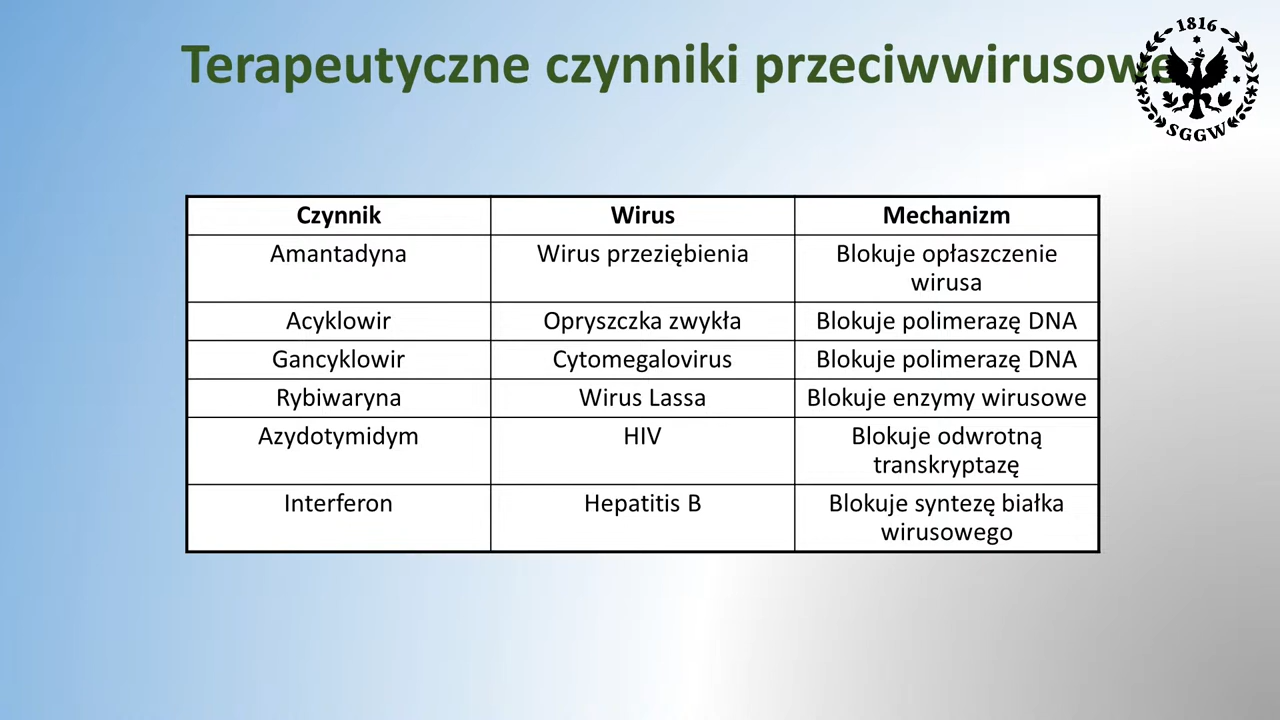 Terapeutyczne czynniki przeciwwirusowe
1816
SGGW
Czynnik Wirus Mechanizm
Amantadyna Wirus przeziębienia Blokuje opłaszczenie
wirusa
Acyklowir Opryszczka zwykła Blokuje polimerazę DNA
Gancyklowir Cytomegalovirus Blokuje polimerazę DNA
Rybiwaryna Wirus Lassa Blokuje enzymy wirusowe
Azydotymidym HIV Blokuje odwrotną
transkryptazę
Interferon Hepatitis B Blokuje syntezę białka
wirusowego